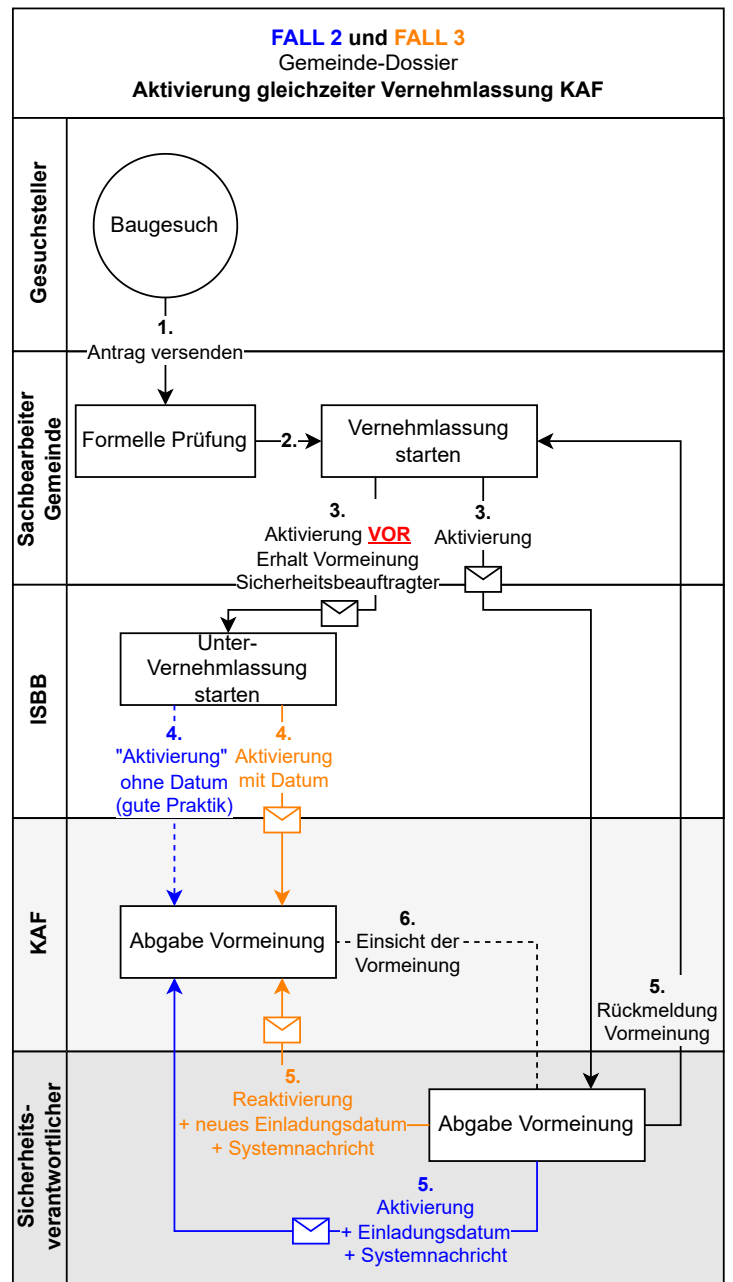 FALL 2 und FALL 3
Gemeinde-Dossier
Aktivierung gleichzeiter Vernehmlassung KAF
Gesuchsteller
Baugesuch
1.
Antrag versenden
Sachbearbeiter
Gemeinde
Formelle Prüfung
2.
Vernehmlassung
starten
3.
Aktivierung VOR
Erhalt Vormeinung
Sicherheitsbeauftragter
3.
Aktivierung
ISBB
Unter-
Vernehmlassung
starten
4.
"Aktivierung"
ohne Datum
(gute Praktik)
4.
Aktivierung
mit Datum
KAF
Abgabe Vormeinung
6.
Einsicht der
Vormeinung
5.
Rückmeldung
Vormeinung
Sicherheits-
verantwortlicher
5.
Reaktivierung
+ neues Einladungsdatum
+ Systemnachricht
Abgabe Vormeinung
5.
Aktivierung
+ Einladungsdatum
+ Systemnachricht